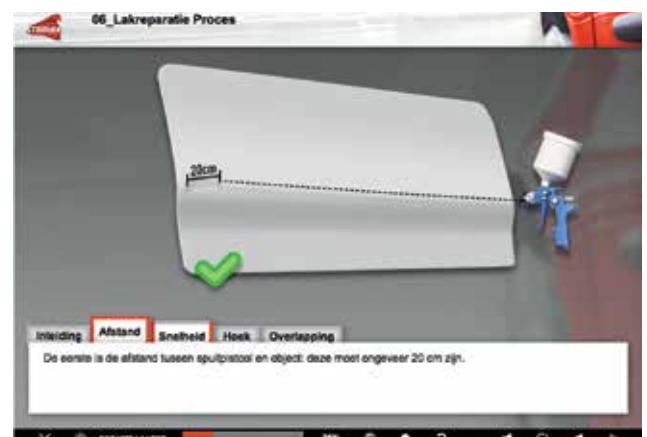 06_Lakreparatie Proces
20cm
Inleiding Afstand Snelheid Hoek Overlapping
De eerste is de afstand tussen spuitpistool en object: deze moet ongeveer 20 cm zijn.